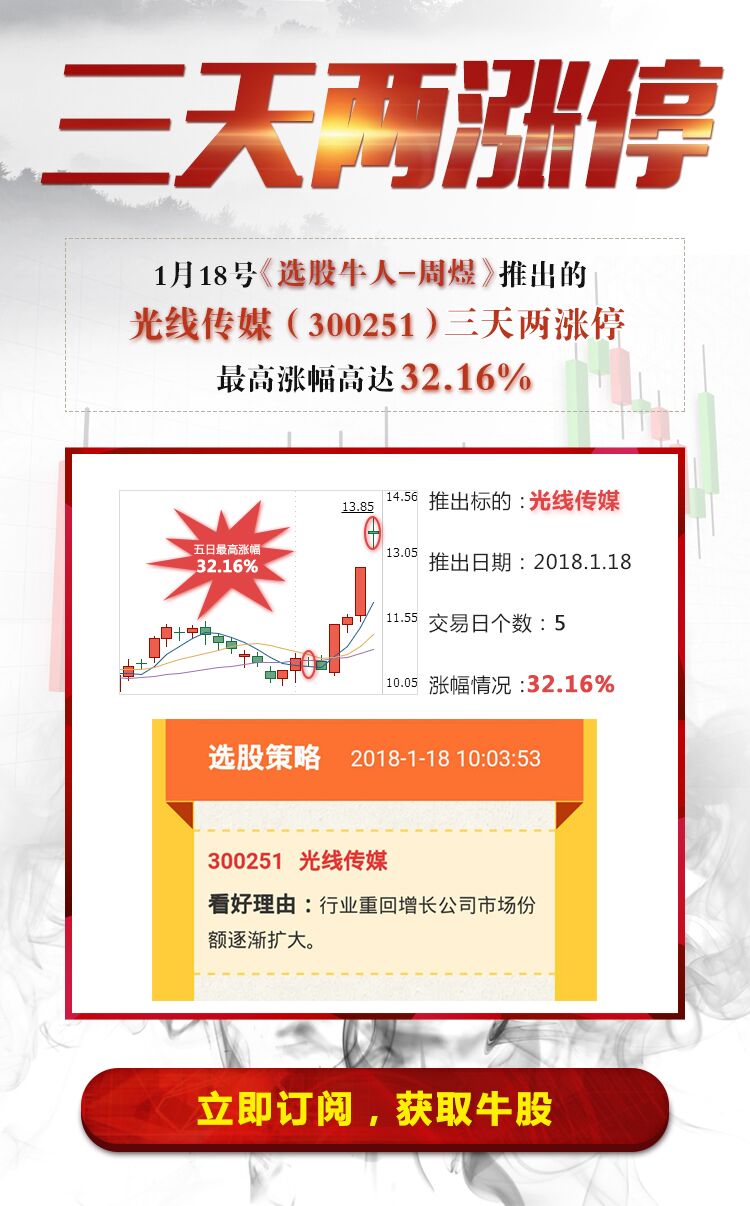 三天两涨停
1月18号《选股牛人-周煜》推出的
光线传媒（300251）三天两涨停
最高涨幅高达32.16%
14.56
13.85
五日最高涨幅
32.16%
13.05
11.55
10.05
推出标的：光线传媒
推出日期：2018.1.18
交易日个数：5
涨幅情况：32.16%
选股策略 2018-1-18 10:03:53
300251 光线传媒
看好理由：行业重回增长公司市场份
额逐渐扩大。
立即订阅，获取牛股